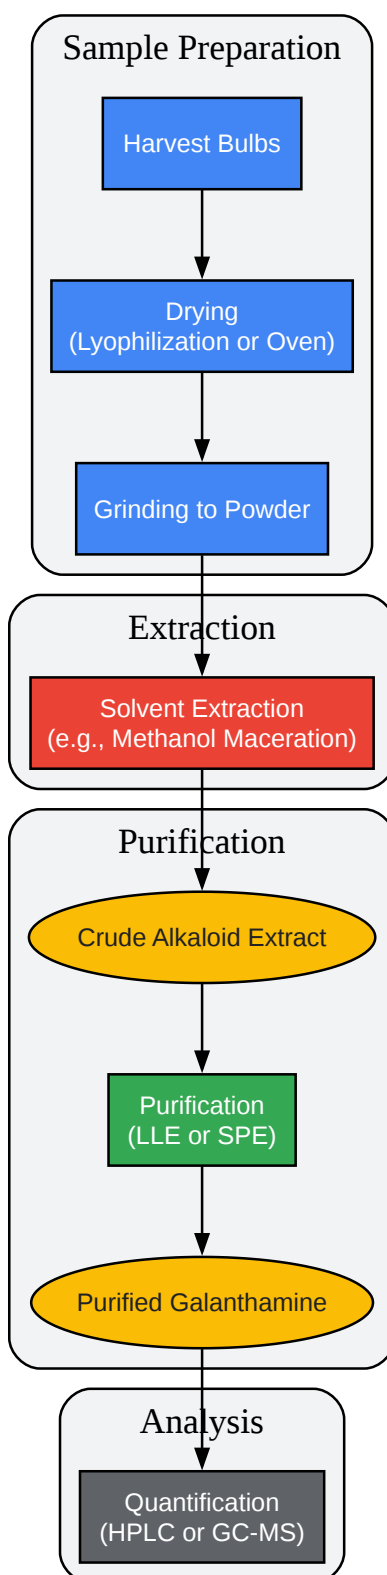 Sample Preparation
Harvest Bulbs
Drying
(Lyophilization or Oven)
Grinding to Powder
Extraction
Solvent Extraction
(e.g., Methanol Maceration)
Purification
Crude Alkaloid Extract
Purification
(LLE or SPE)
Purified Galanthamine
Analysis
Quantification
(HPLC or GC-MS)